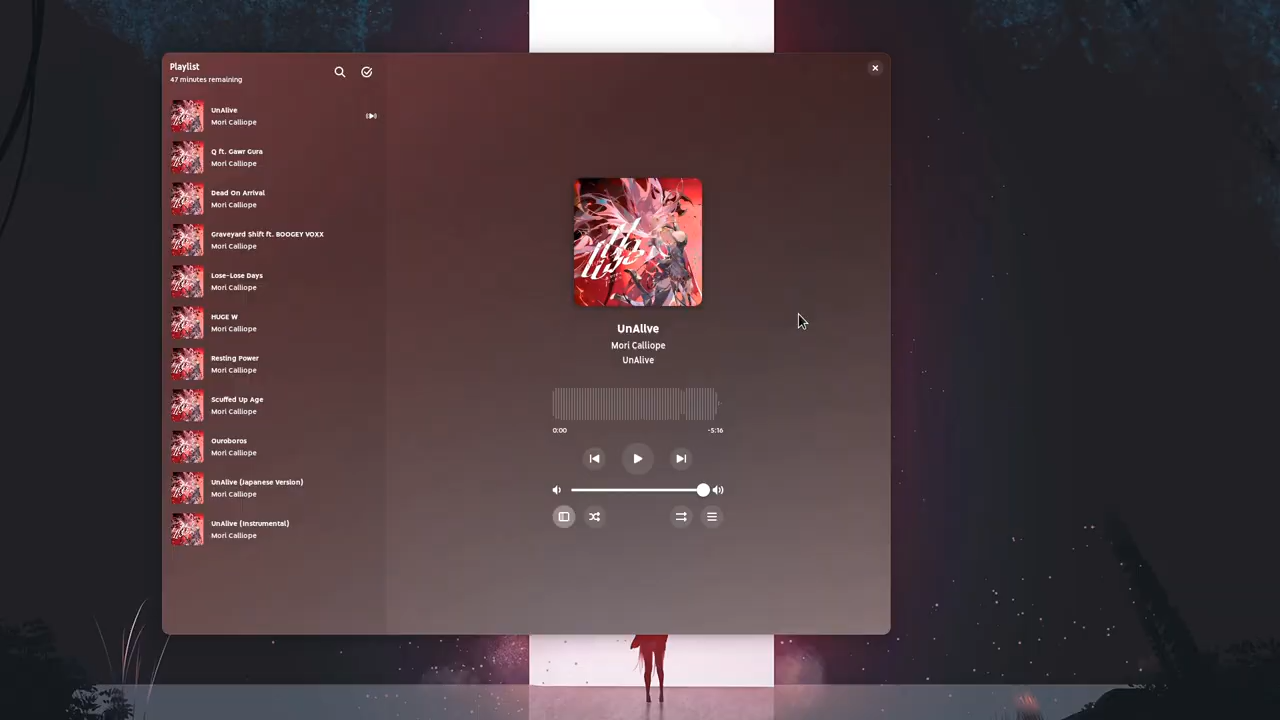 Playlist
47 minutes remaining
UnAlive
Mori Calliope
Q ft. Gawr Gura
Mori Calliope
Dead On Arrival
Mori Calliope
Graveyard Shift ft. BOOGEY VOXX
Mori Calliope
Lose-Lose Days
Mori Calliope
HUGE W
Mori Calliope
Resting Power
Mori Calliope
Scuffed Up Age
Mori Calliope
Ouroboros
Mori Calliope
UnAlive (Japanese Version)
Mori Calliope
UnAlive (Instrumental)
Mori Calliope
UnAlive
UnAlive
Mori Calliope
UnAlive
0:00
-5:16